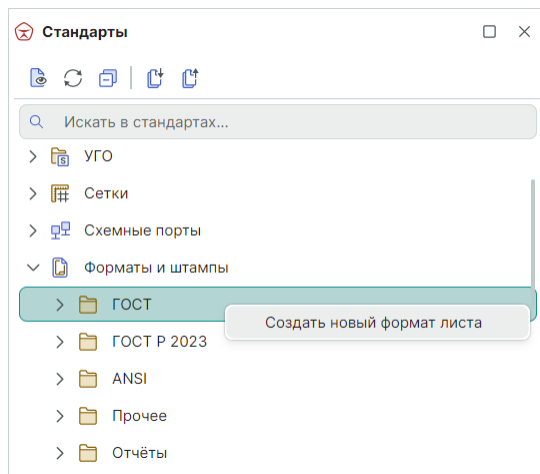 Стандарты
Искать в стандартах...
УГО
Сетки
Схемные порты
Форматы и штампы
ГОСТ
Создать новый формат листа
ГОСТ Р 2023
ANSI
Прочее
Отчёты